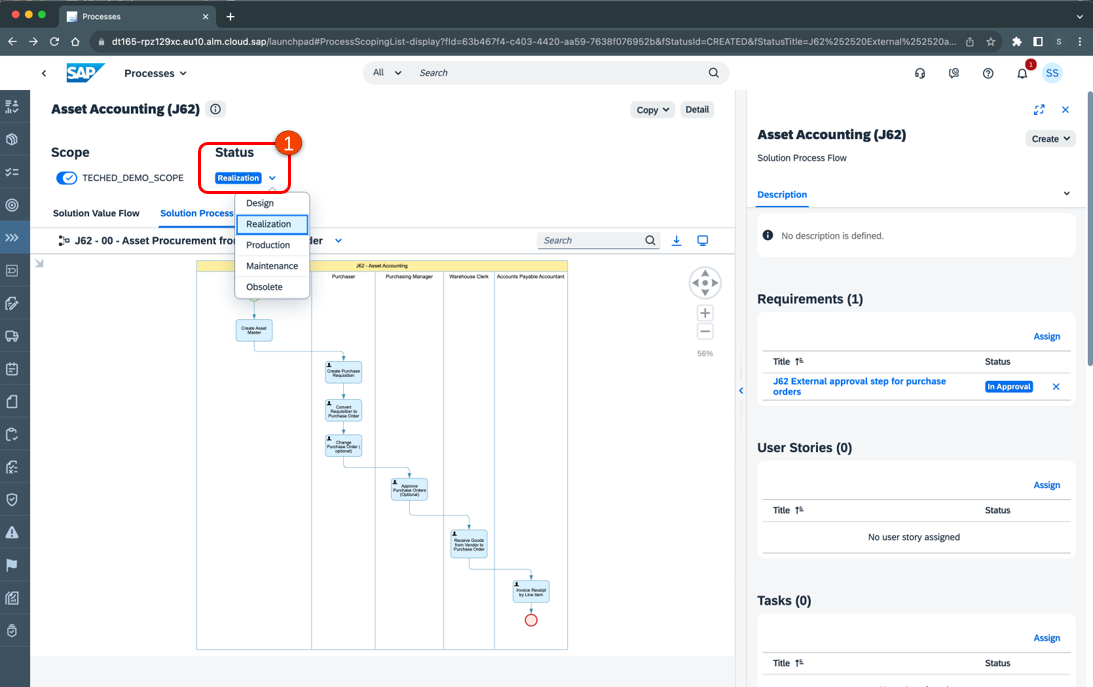 Processes
dt165-rpz129xc.eu10.alm.cloud.sap/launchpad#ProcessScopingList-display?fId=63b467f4-c403-4420-aa59-7638f076952b&fStatusId=CREATED&fStatusTitle=J62%252520External%252520a...
S
SAP
Processes
All
Search
1
SS
Asset Accounting (J62)
Copy
Detail
Scope
TECHED_DEMO_SCOPE
Status
1
Realization
Design
Realization
Production
Maintenance
Obsolete
Solution Value Flow
Solution Process
J62 - 00 - Asset Procurement fro
der
Search
J62 - Asset Accounting
Purchaser
Purchasing Manager
Warehouse Clerk
Accounts Payable Accountant
Create Asset
Master
Create Purchase
Requisition
Convert
Requisition to
Purchase Order
Change
Purchase Order (
optional)
Approve
Purchase Orders
(Optional)
Receive Goods
from Vendor to
Purchase Order
Invoice Receipt
by Line Item
56%
Asset Accounting (J62)
Create
Solution Process Flow
Description
No description is defined.
Requirements (1)
Assign
Title
Status
J62 External approval step for purchase
orders
In Approval
User Stories (0)
Assign
Title
Status
No user story assigned
Tasks (0)
Assign
Title
Status